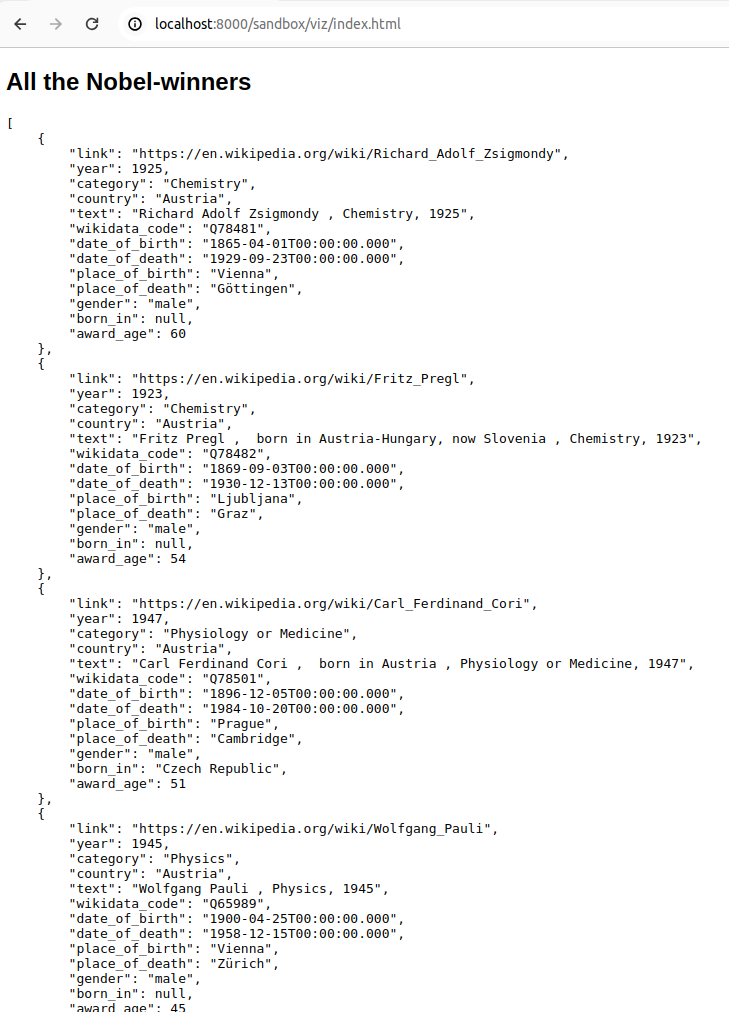 localhost:8000/sandbox/viz/index.html
All the Nobel-winners
[
    {
        "link": "https://en.wikipedia.org/wiki/Richard_Adolf_Zsigmondy",
        "year": 1925,
        "category": "Chemistry",
        "country": "Austria",
        "text": "Richard Adolf Zsigmondy , Chemistry, 1925",
        "wikidata_code": "Q78481",
        "date_of_birth": "1865-04-01T00:00:00.000",
        "date_of_death": "1929-09-23T00:00:00.000",
        "place_of_birth": "Vienna",
        "place_of_death": "Göttingen",
        "gender": "male",
        "born_in": null,
        "award_age": 60
    },
    {
        "link": "https://en.wikipedia.org/wiki/Fritz_Pregl",
        "year": 1923,
        "category": "Chemistry",
        "country": "Austria",
        "text": "Fritz Pregl ,  born in Austria-Hungary, now Slovenia , Chemistry, 1923",
        "wikidata_code": "Q78482",
        "date_of_birth": "1869-09-03T00:00:00.000",
        "date_of_death": "1930-12-13T00:00:00.000",
        "place_of_birth": "Ljubljana",
        "place_of_death": "Graz",
        "gender": "male",
        "born_in": null,
        "award_age": 54
    },
    {
        "link": "https://en.wikipedia.org/wiki/Carl_Ferdinand_Cori",
        "year": 1947,
        "category": "Physiology or Medicine",
        "country": "Austria",
        "text": "Carl Ferdinand Cori ,  born in Austria , Physiology or Medicine, 1947",
        "wikidata_code": "Q78501",
        "date_of_birth": "1896-12-05T00:00:00.000",
        "date_of_death": "1984-10-20T00:00:00.000",
        "place_of_birth": "Prague",
        "place_of_death": "Cambridge",
        "gender": "male",
        "born_in": "Czech Republic",
        "award_age": 51
    },
    {
        "link": "https://en.wikipedia.org/wiki/Wolfgang_Pauli",
        "year": 1945,
        "category": "Physics",
        "country": "Austria",
        "text": "Wolfgang Pauli , Physics, 1945",
        "wikidata_code": "Q65989",
        "date_of_birth": "1900-04-25T00:00:00.000",
        "date_of_death": "1958-12-15T00:00:00.000",
        "place_of_birth": "Vienna",
        "place_of_death": "Zürich",
        "gender": "male",
        "born_in": null,
        "award_age": 45